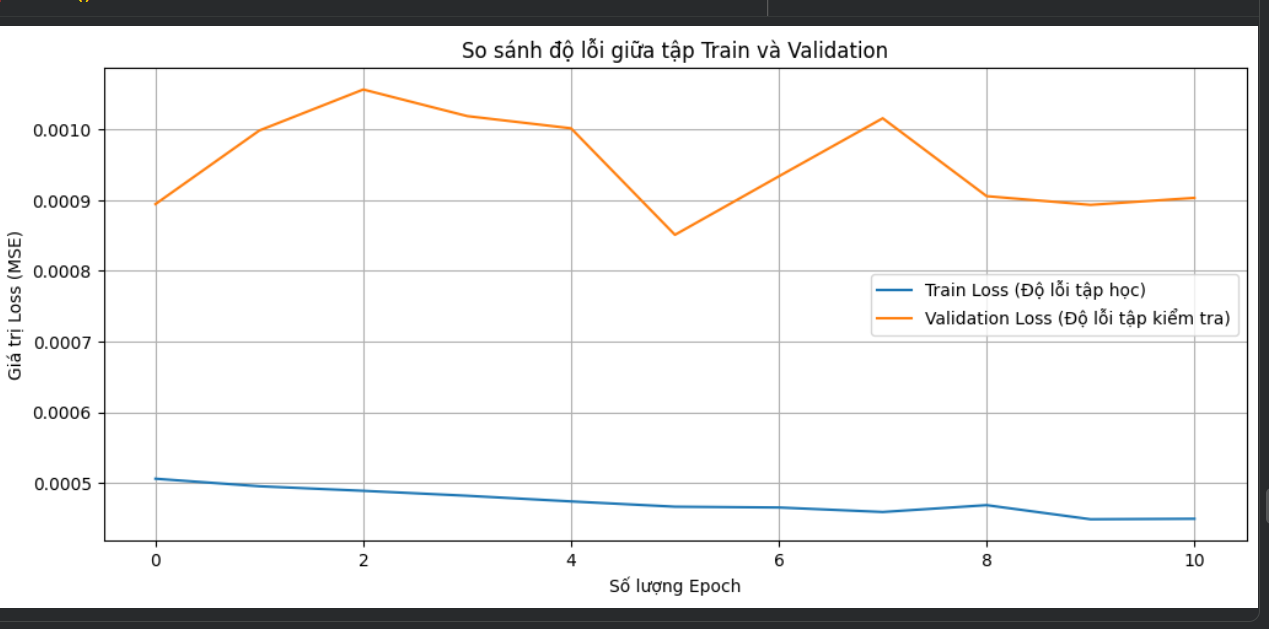 So sánh độ lỗi giữa tập Train và Validation
0.0010
0.0009
0.0008
0.0007
0.0006
0.0005
Giá trị Loss (MSE)
Train Loss (Độ lỗi tập học)
Validation Loss (Độ lỗi tập kiểm tra)
0 2 4 6 8 10
Số lượng Epoch